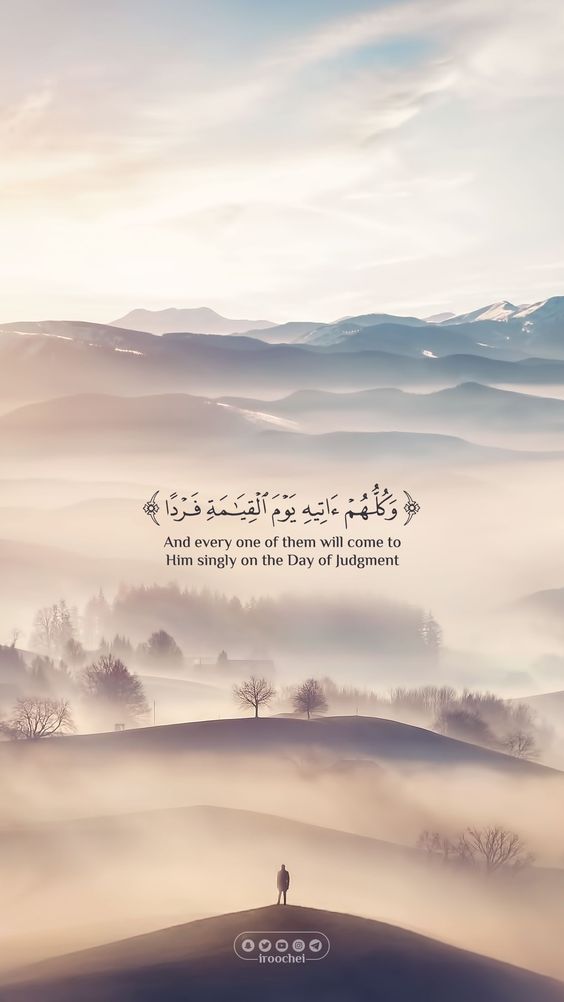 ﴿وَكُلُّهُمۡ ءَاتِيهِ يَوۡمَ ٱلۡقِيَٰمَةِ فَرۡدًا﴾
And every one of them will come to
Him singly on the Day of Judgment
iroochei